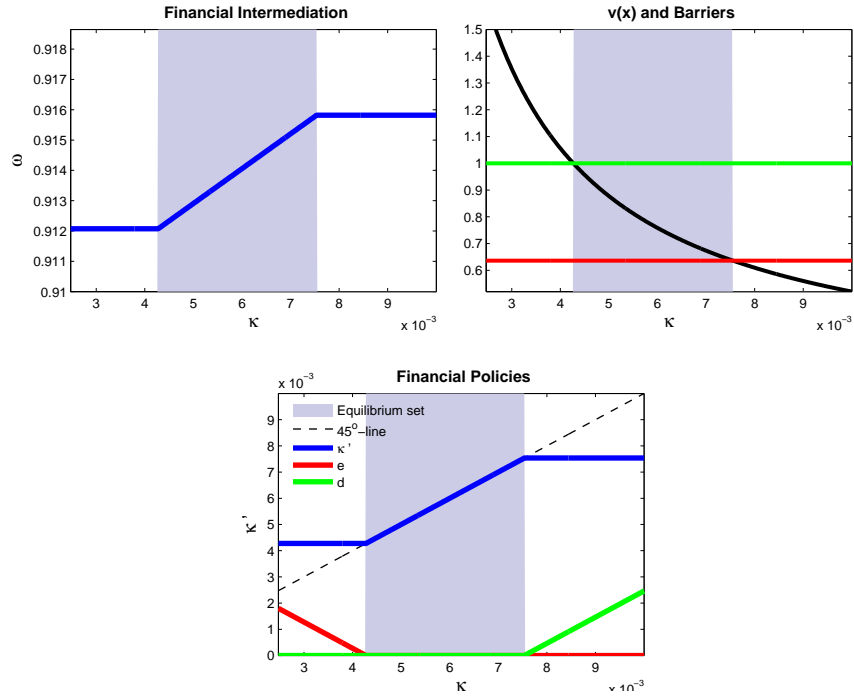 Financial Intermediation
0.918
0.917
0.916
0.915
0.914
0.913
0.912
0.911
0.91
ω
3 4 5 6 7 8 9
κ
x 10⁻³
v(x) and Barriers
1.5
1.4
1.3
1.2
1.1
1
0.9
0.8
0.7
0.6
3 4 5 6 7 8 9
κ
x 10⁻³
Financial Policies
x 10⁻³
9
8
7
6
5
4
3
2
1
0
κ'
Equilibrium set
45°-line
κ'
e
d
3 4 5 6 7 8 9
κ
x 10⁻³